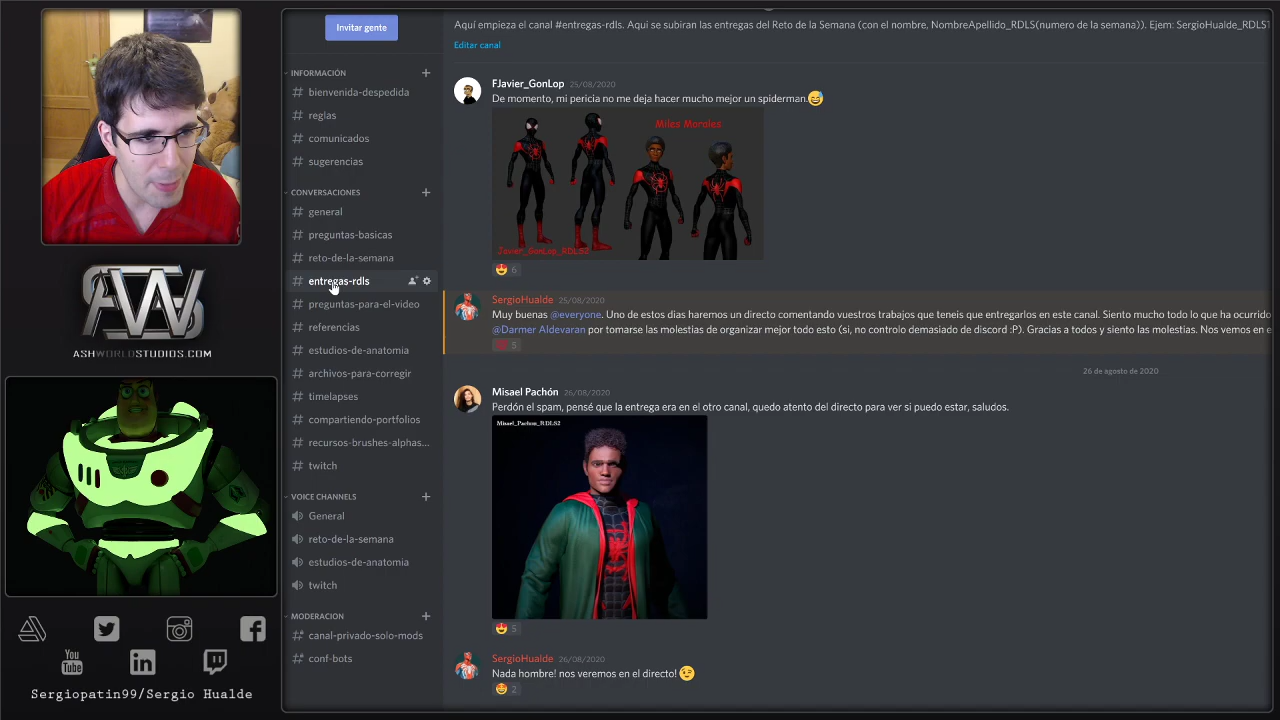 ASHWORLDSTUDIOS.COM
Sergiopatin99/Sergio Hualde
Invitar gente
INFORMACIÓN
bienvenida-despedida
reglas
comunicados
sugerencias
CONVERSACIONES
general
preguntas-basicas
reto-de-la-semana
entregas-rdls
preguntas-para-el-video
referencias
estudios-de-anatomia
archivos-para-corregir
timelapses
compartiendo-portfolios
recursos-brushes-alphas...
twitch
VOICE CHANNELS
General
reto-de-la-semana
estudios-de-anatomia
twitch
MODERACION
canal-privado-solo-mods
conf-bots
Aquí empieza el canal #entregas-rdls. Aqui se subiran las entregas del Reto de la Semana (con el nombre, NombreApellido_RDLS(numero de la semana)). Ejem: SergioHualde_RDLS1
Editar canal
FJavier_GonLop 25/08/2020
De momento, mi pericia no me deja hacer mucho mejor un spiderman.
Miles Morales
Javier_GonLop_RDLS2
6
SergioHualde 25/08/2020
Muy buenas @everyone. Uno de estos dias haremos un directo comentando vuestros trabajos que teneis que entregarlos en este canal. Siento mucho todo lo que ha ocurrido
@Darmer Aldevaran por tomarse las molestias de organizar mejor todo esto (si, no controlo demasiado de discord :P). Gracias a todos y siento las molestias. Nos vemos en e
5
26 de agosto de 2020
Misael Pachón 26/08/2020
Perdón el spam, pensé que la entrega era en el otro canal, quedo atento del directo para ver si puedo estar, saludos.
Misael_Pachon_RDLS2
5
SergioHualde 26/08/2020
Nada hombre! nos veremos en el directo!
2